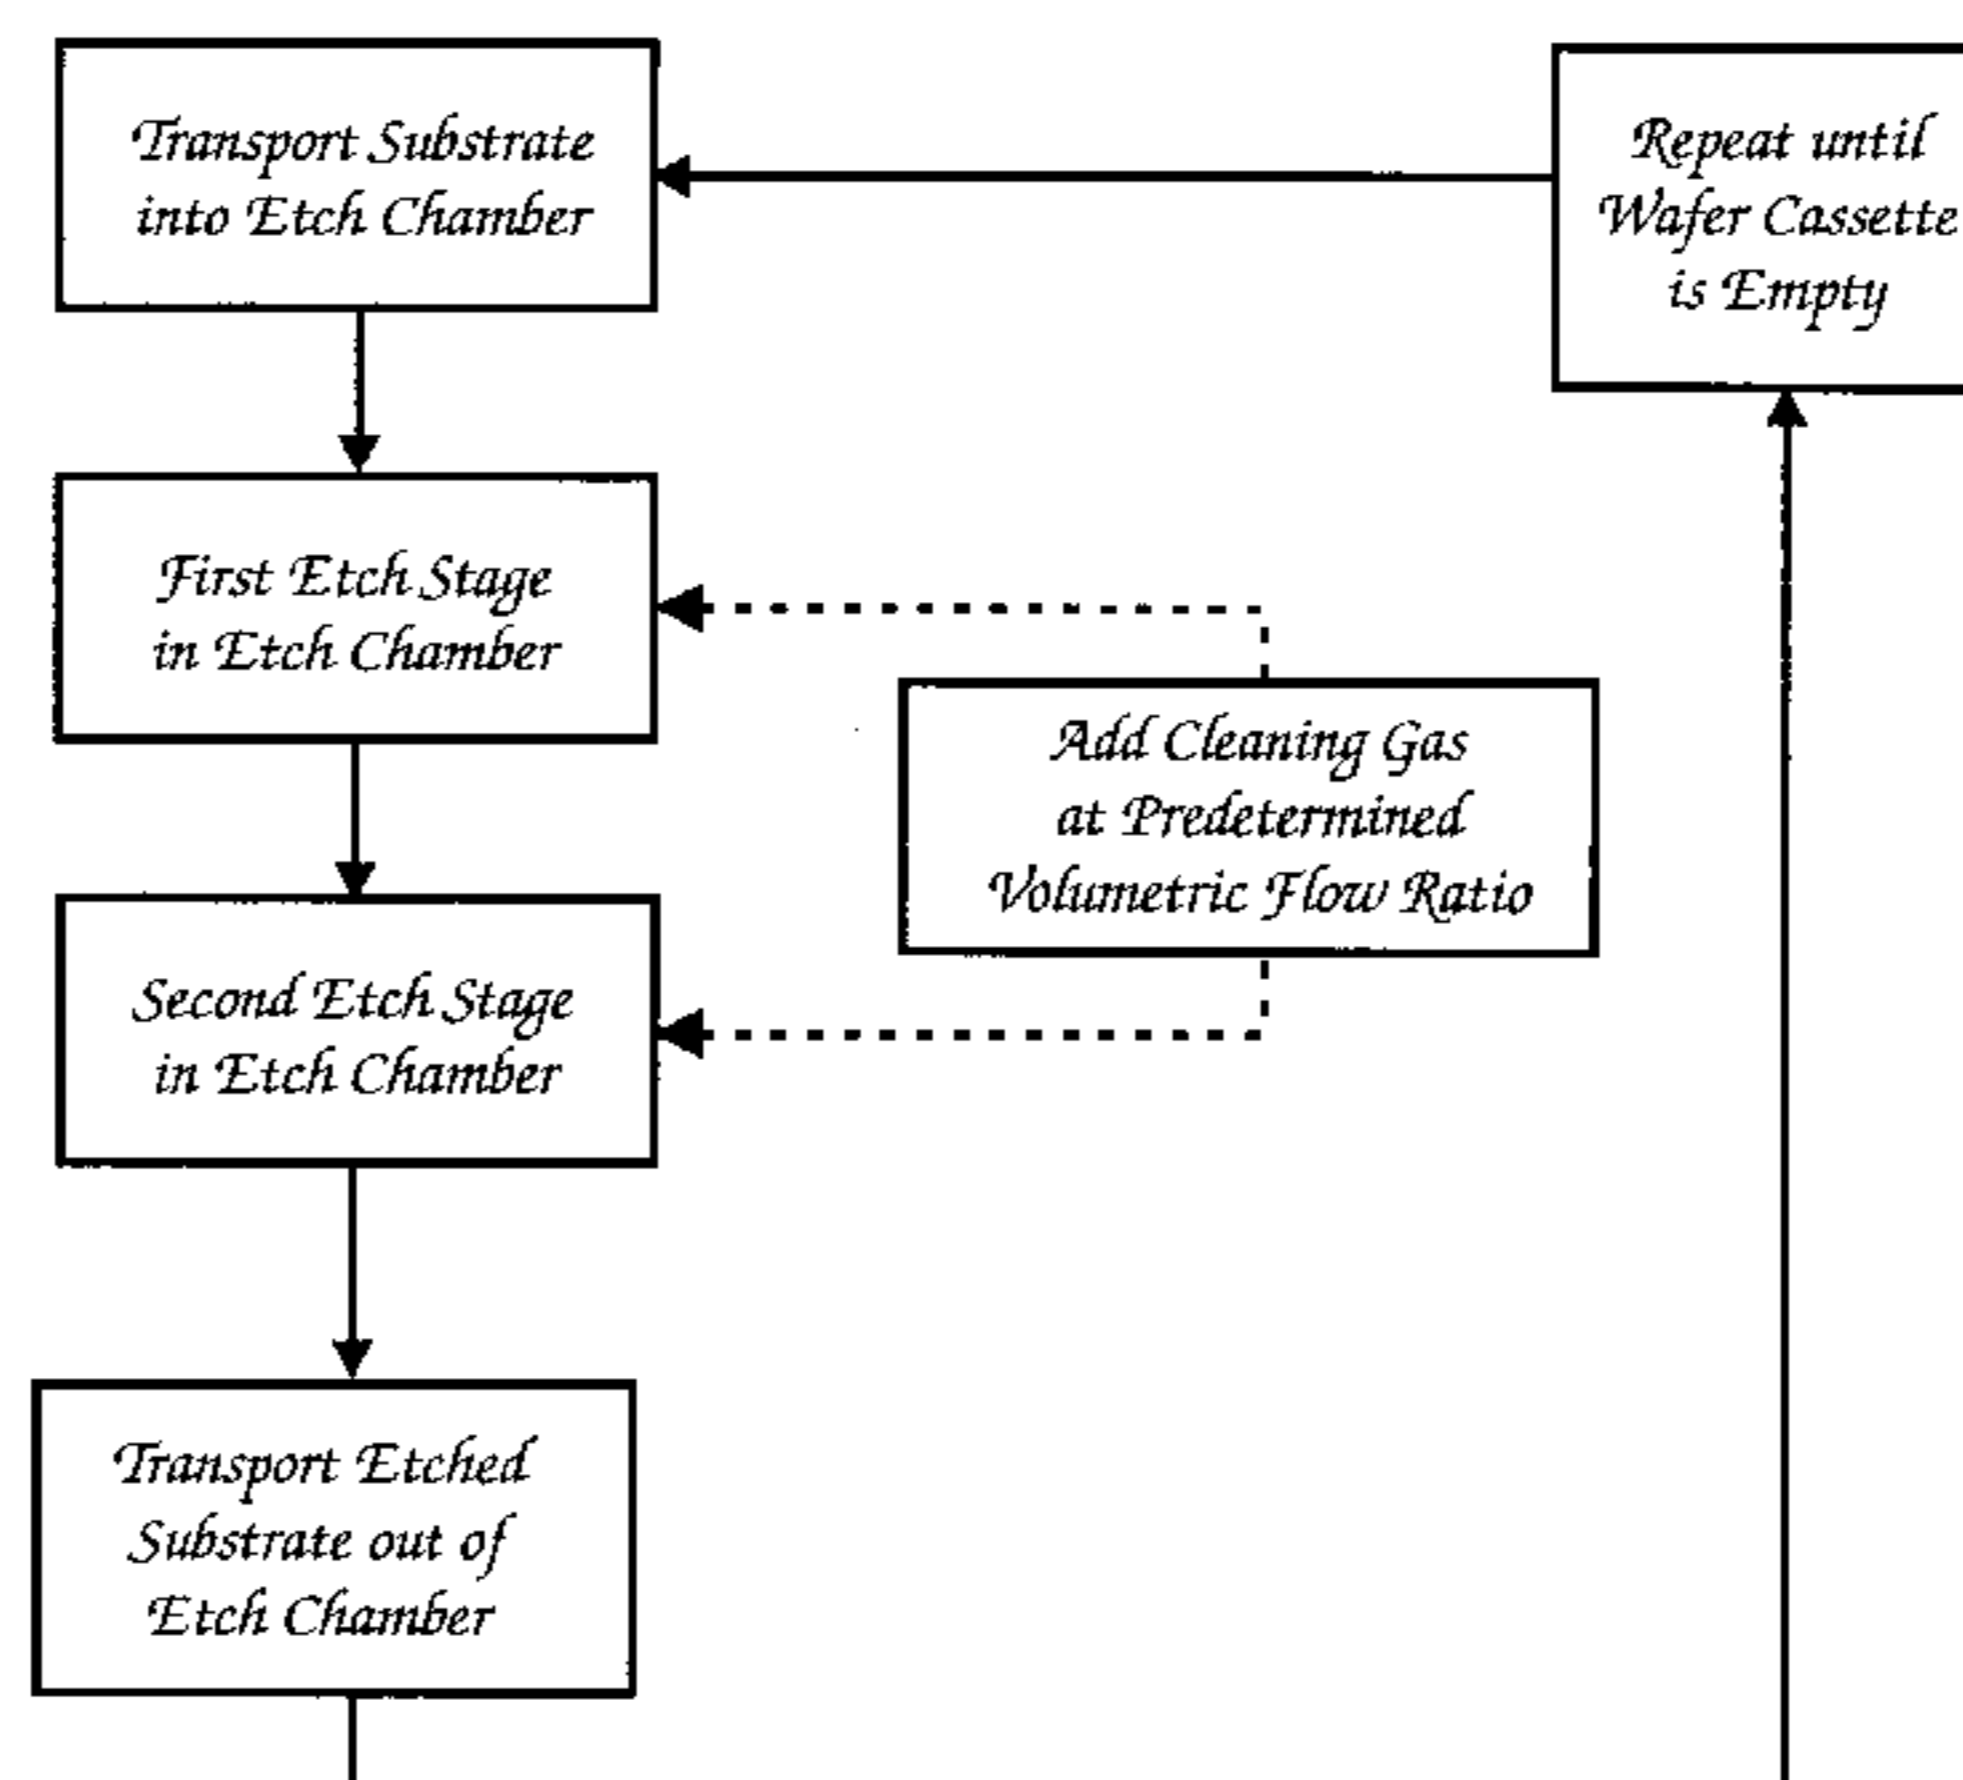 Transport Substrate
into Etch Chamber
Repeat until
Wafer Cassette
is Empty
First Etch Stage
in Etch Chamber
Add Cleaning Gas
at Predetermined
Volumetric Flow Ratio
Second Etch Stage
in Etch Chamber
Transport Etched
Substrate out of
Etch Chamber